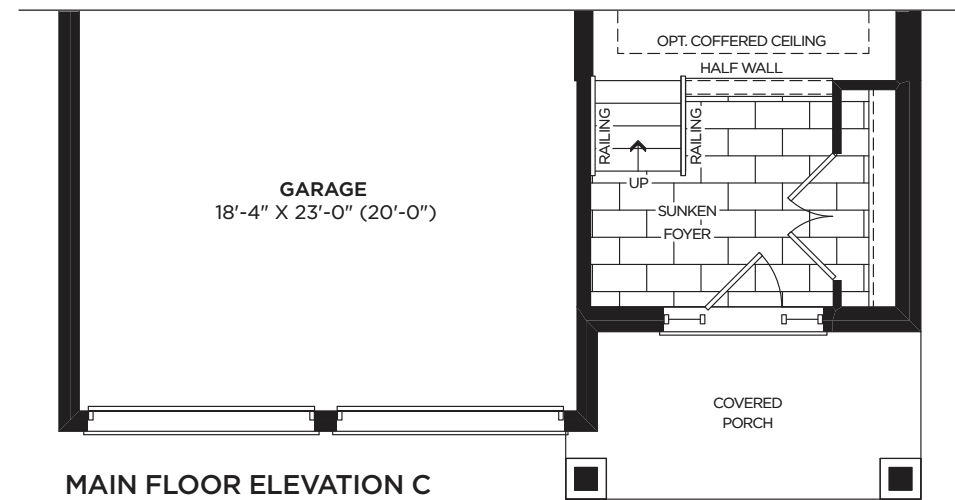 OPT. COFFERED CEILING
HALF WALL
RAILING
RAILING
UP
GARAGE
18'-4" X 23'-0" (20'-0")
SUNKEN
FOYER
COVERED
PORCH
MAIN FLOOR ELEVATION C